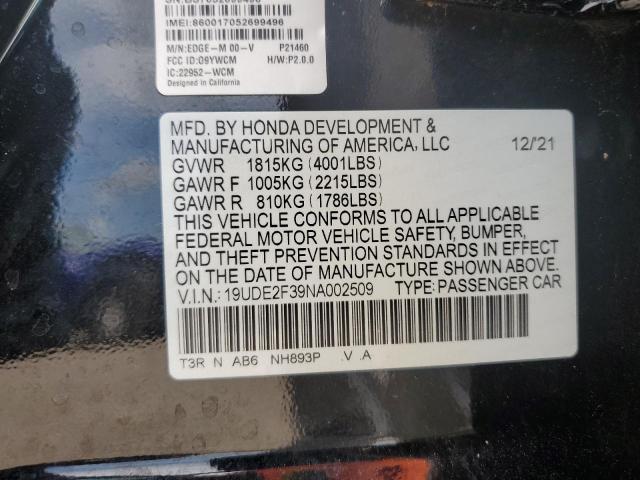 IMEI: 860017052699496
M/N:EDGE-M 00-V P21460
FCC ID:O9YWCM H/W:P2.0.0
IC:22952-WCM
Designed in California
MFD. BY HONDA DEVELOPMENT &
MANUFACTURING OF AMERICA, LLC 12/'21
GVWR 1815KG (4001LBS)
GAWR F 1005KG (2215LBS)
GAWR R 810KG (1786LBS)
THIS VEHICLE CONFORMS TO ALL APPLICABLE
FEDERAL MOTOR VEHICLE SAFETY, BUMPER,
AND THEFT PREVENTION STANDARDS IN EFFECT
ON THE DATE OF MANUFACTURE SHOWN ABOVE.
V.I.N.: 19UDE2F39NA002509 TYPE: PASSENGER CAR
T3R N AB6 NH893P .V .A